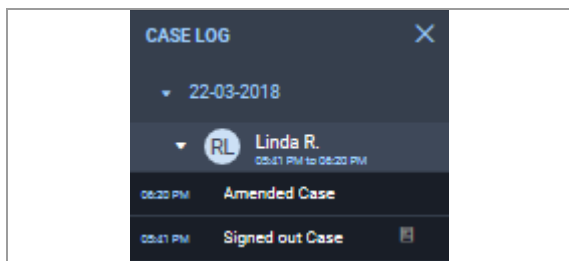 CASE LOG
22-03-2018
RL
Linda R.
05:41 PM to 06:20 PM
06:20 PM Amended Case
05:41 PM Signed out Case